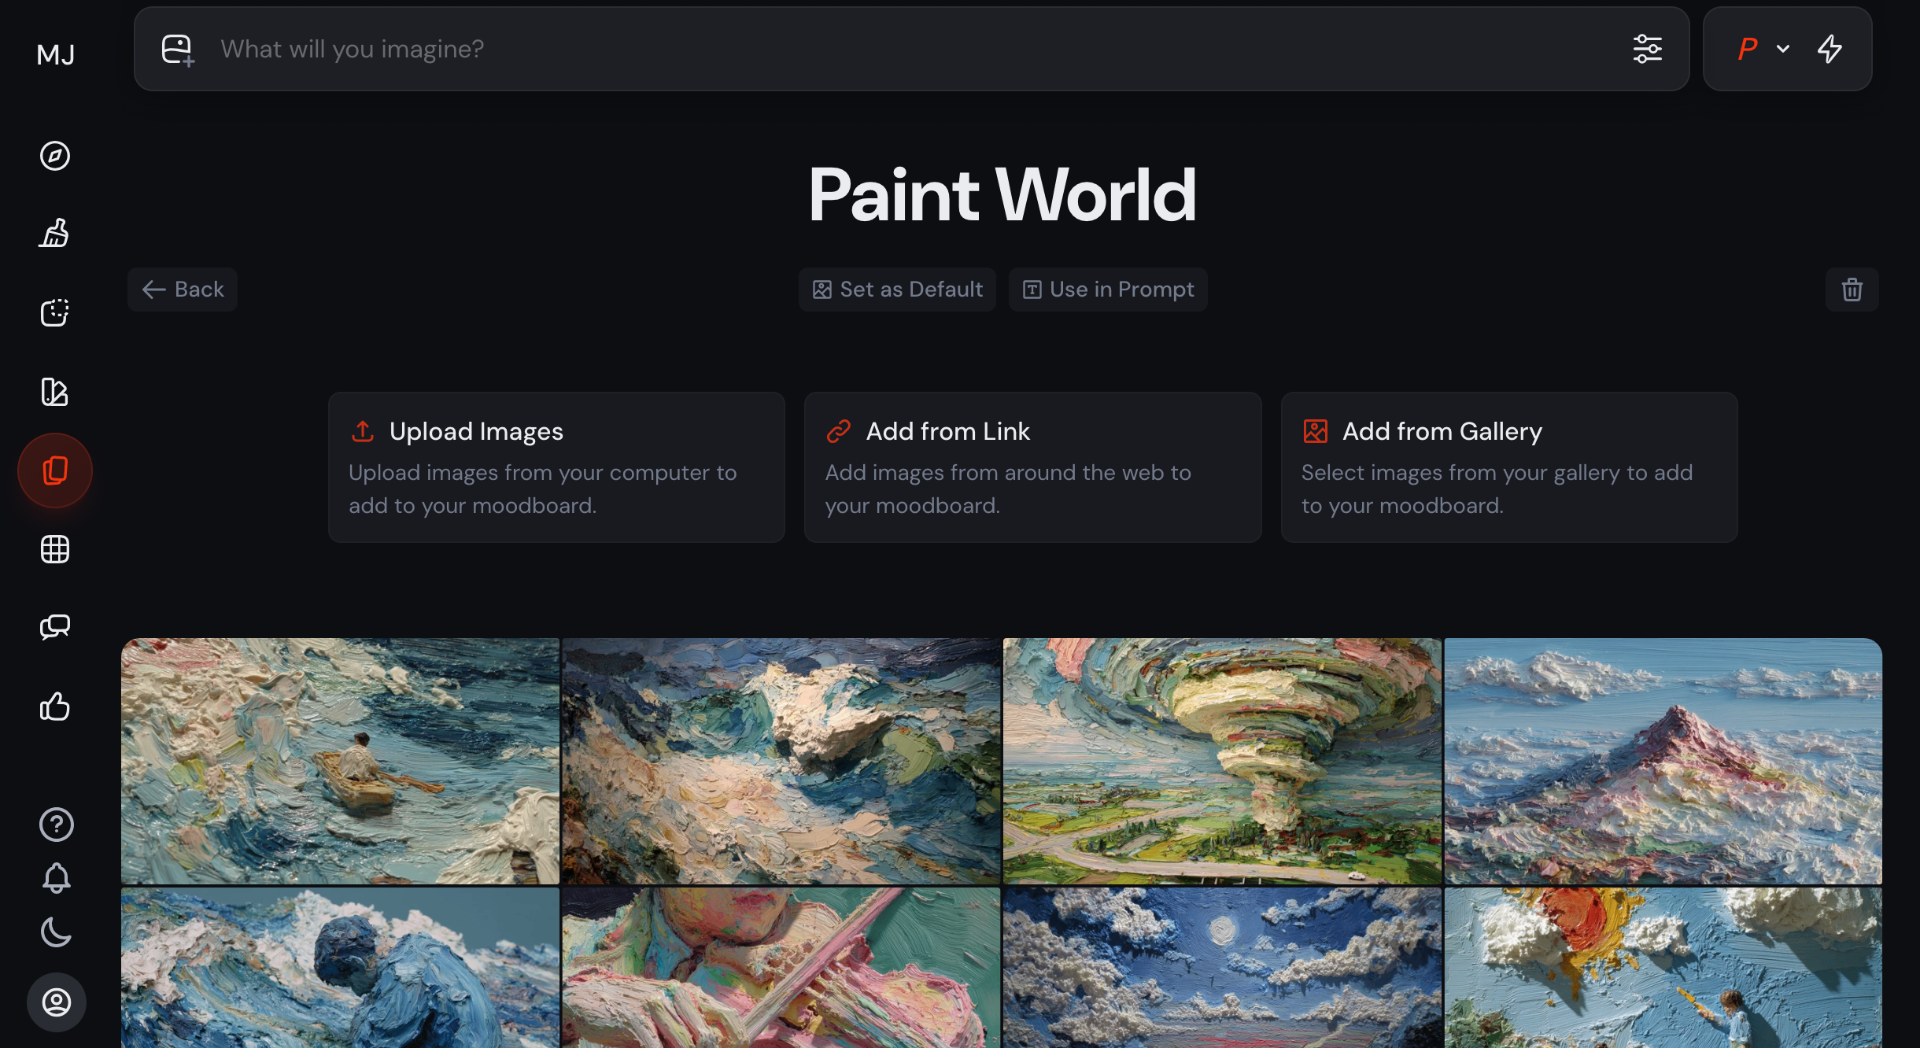 MJ
What will you imagine?
P
Paint World
Back
Set as Default
Use in Prompt
Upload Images
Upload images from your computer to
add to your moodboard.
Add from Link
Add images from around the web to
your moodboard.
Add from Gallery
Select images from your gallery to add
to your moodboard.